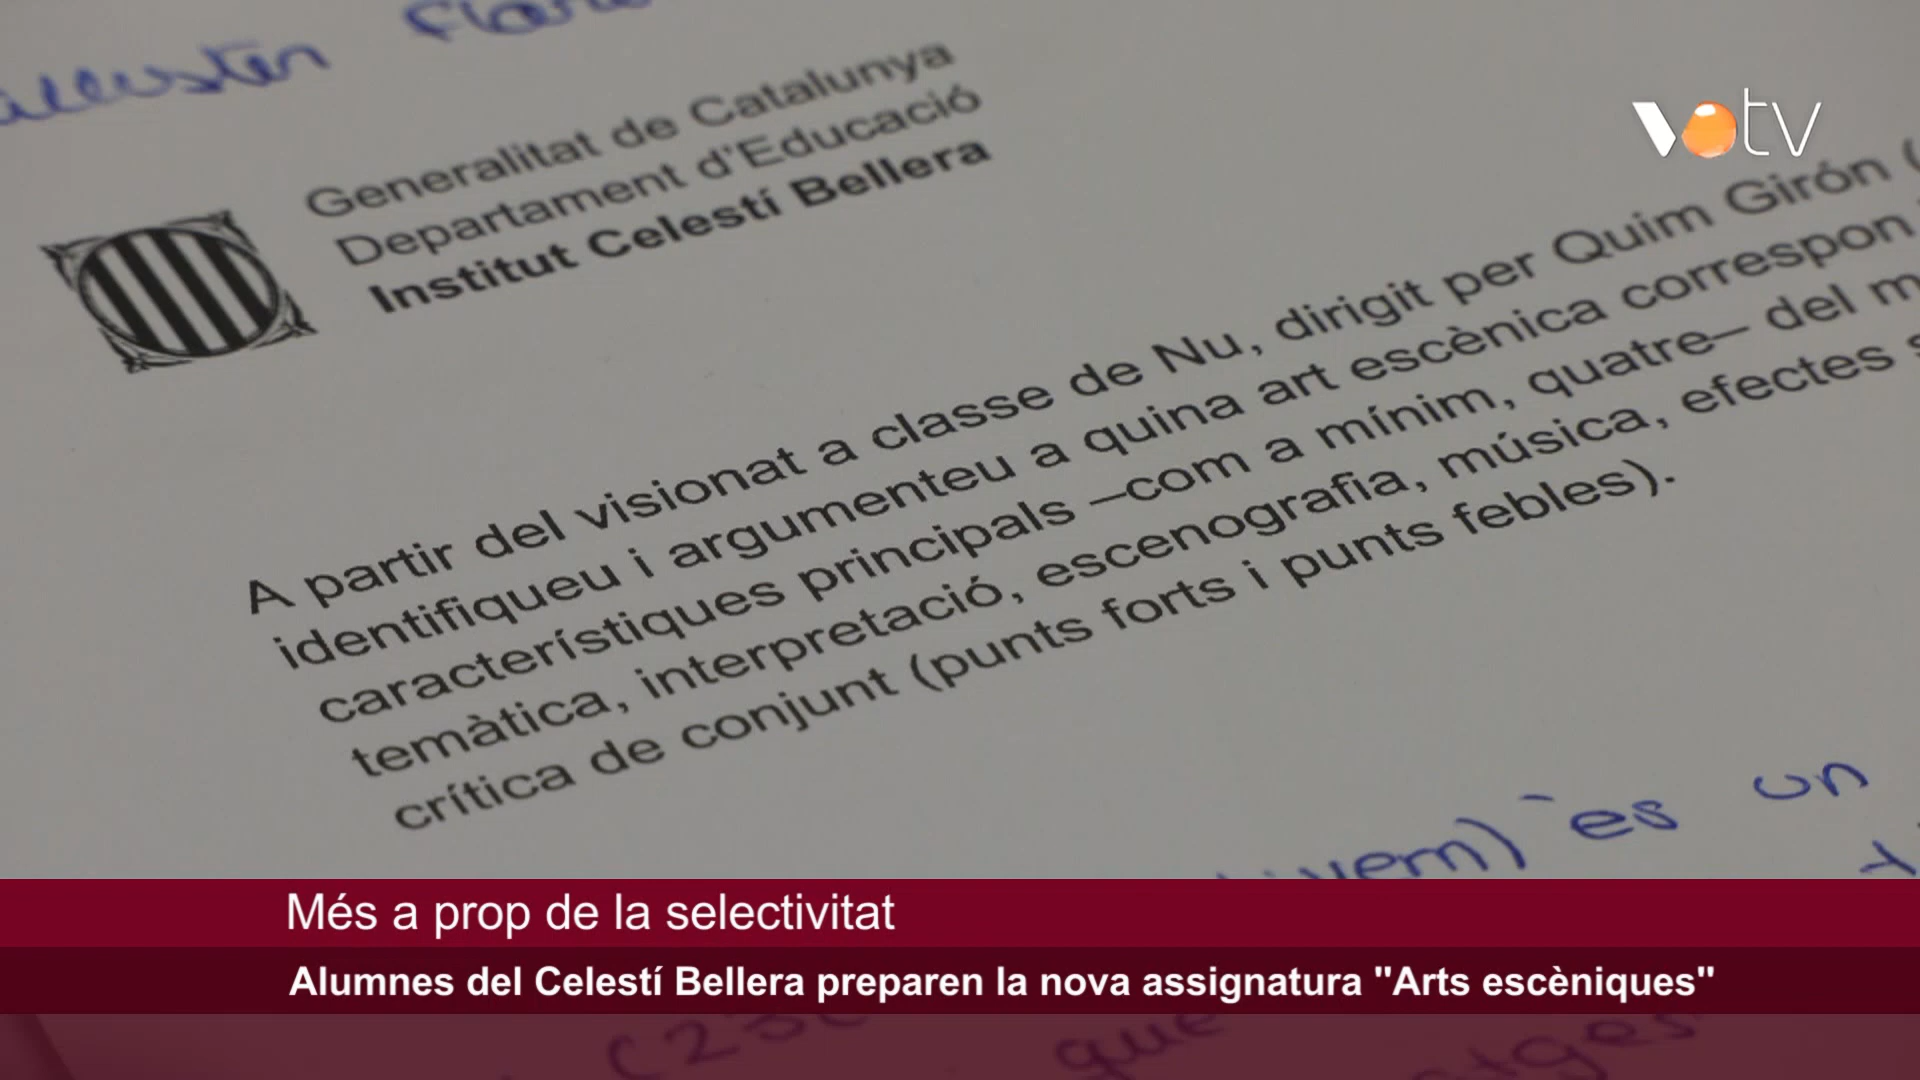 votv
Generalitat de Catalunya
Departament d'Educació
Institut Celestí Bellera
A partir del visionat a classe de Nu, dirigit per Quim Girón (
identifiqueu i argumenteu a quina art escènica correspon
característiques principals –com a mínim, quatre– del m
temàtica, interpretació, escenografia, música, efectes s
crítica de conjunt (punts forts i punts febles).
és un
Més a prop de la selectivitat
Alumnes del Celestí Bellera preparen la nova assignatura "Arts escèniques"
que